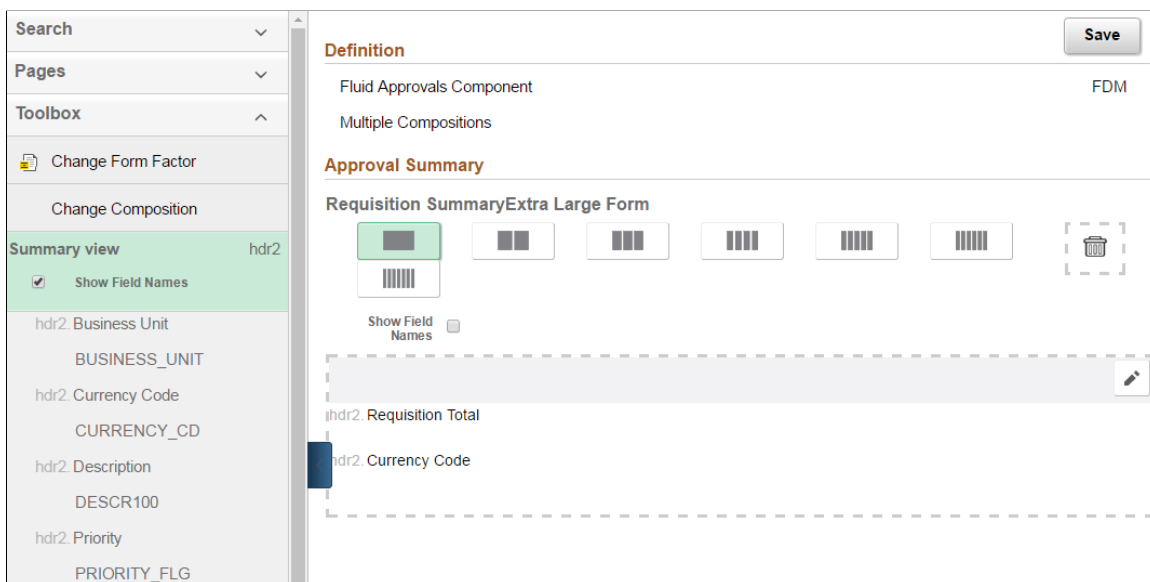 Search
Pages
Toolbox
Change Form Factor
Change Composition
Summary view hdr2
Show Field Names
hdr2. Business Unit
BUSINESS_UNIT
hdr2. Currency Code
CURRENCY_CD
hdr2. Description
DESCR100
hdr2. Priority
PRIORITY_FLG
Save
Definition
Fluid Approvals Component FDM
Multiple Compositions
Approval Summary
Requisition SummaryExtra Large Form
Show Field
Names
hdr2. Requisition Total
hdr2. Currency Code